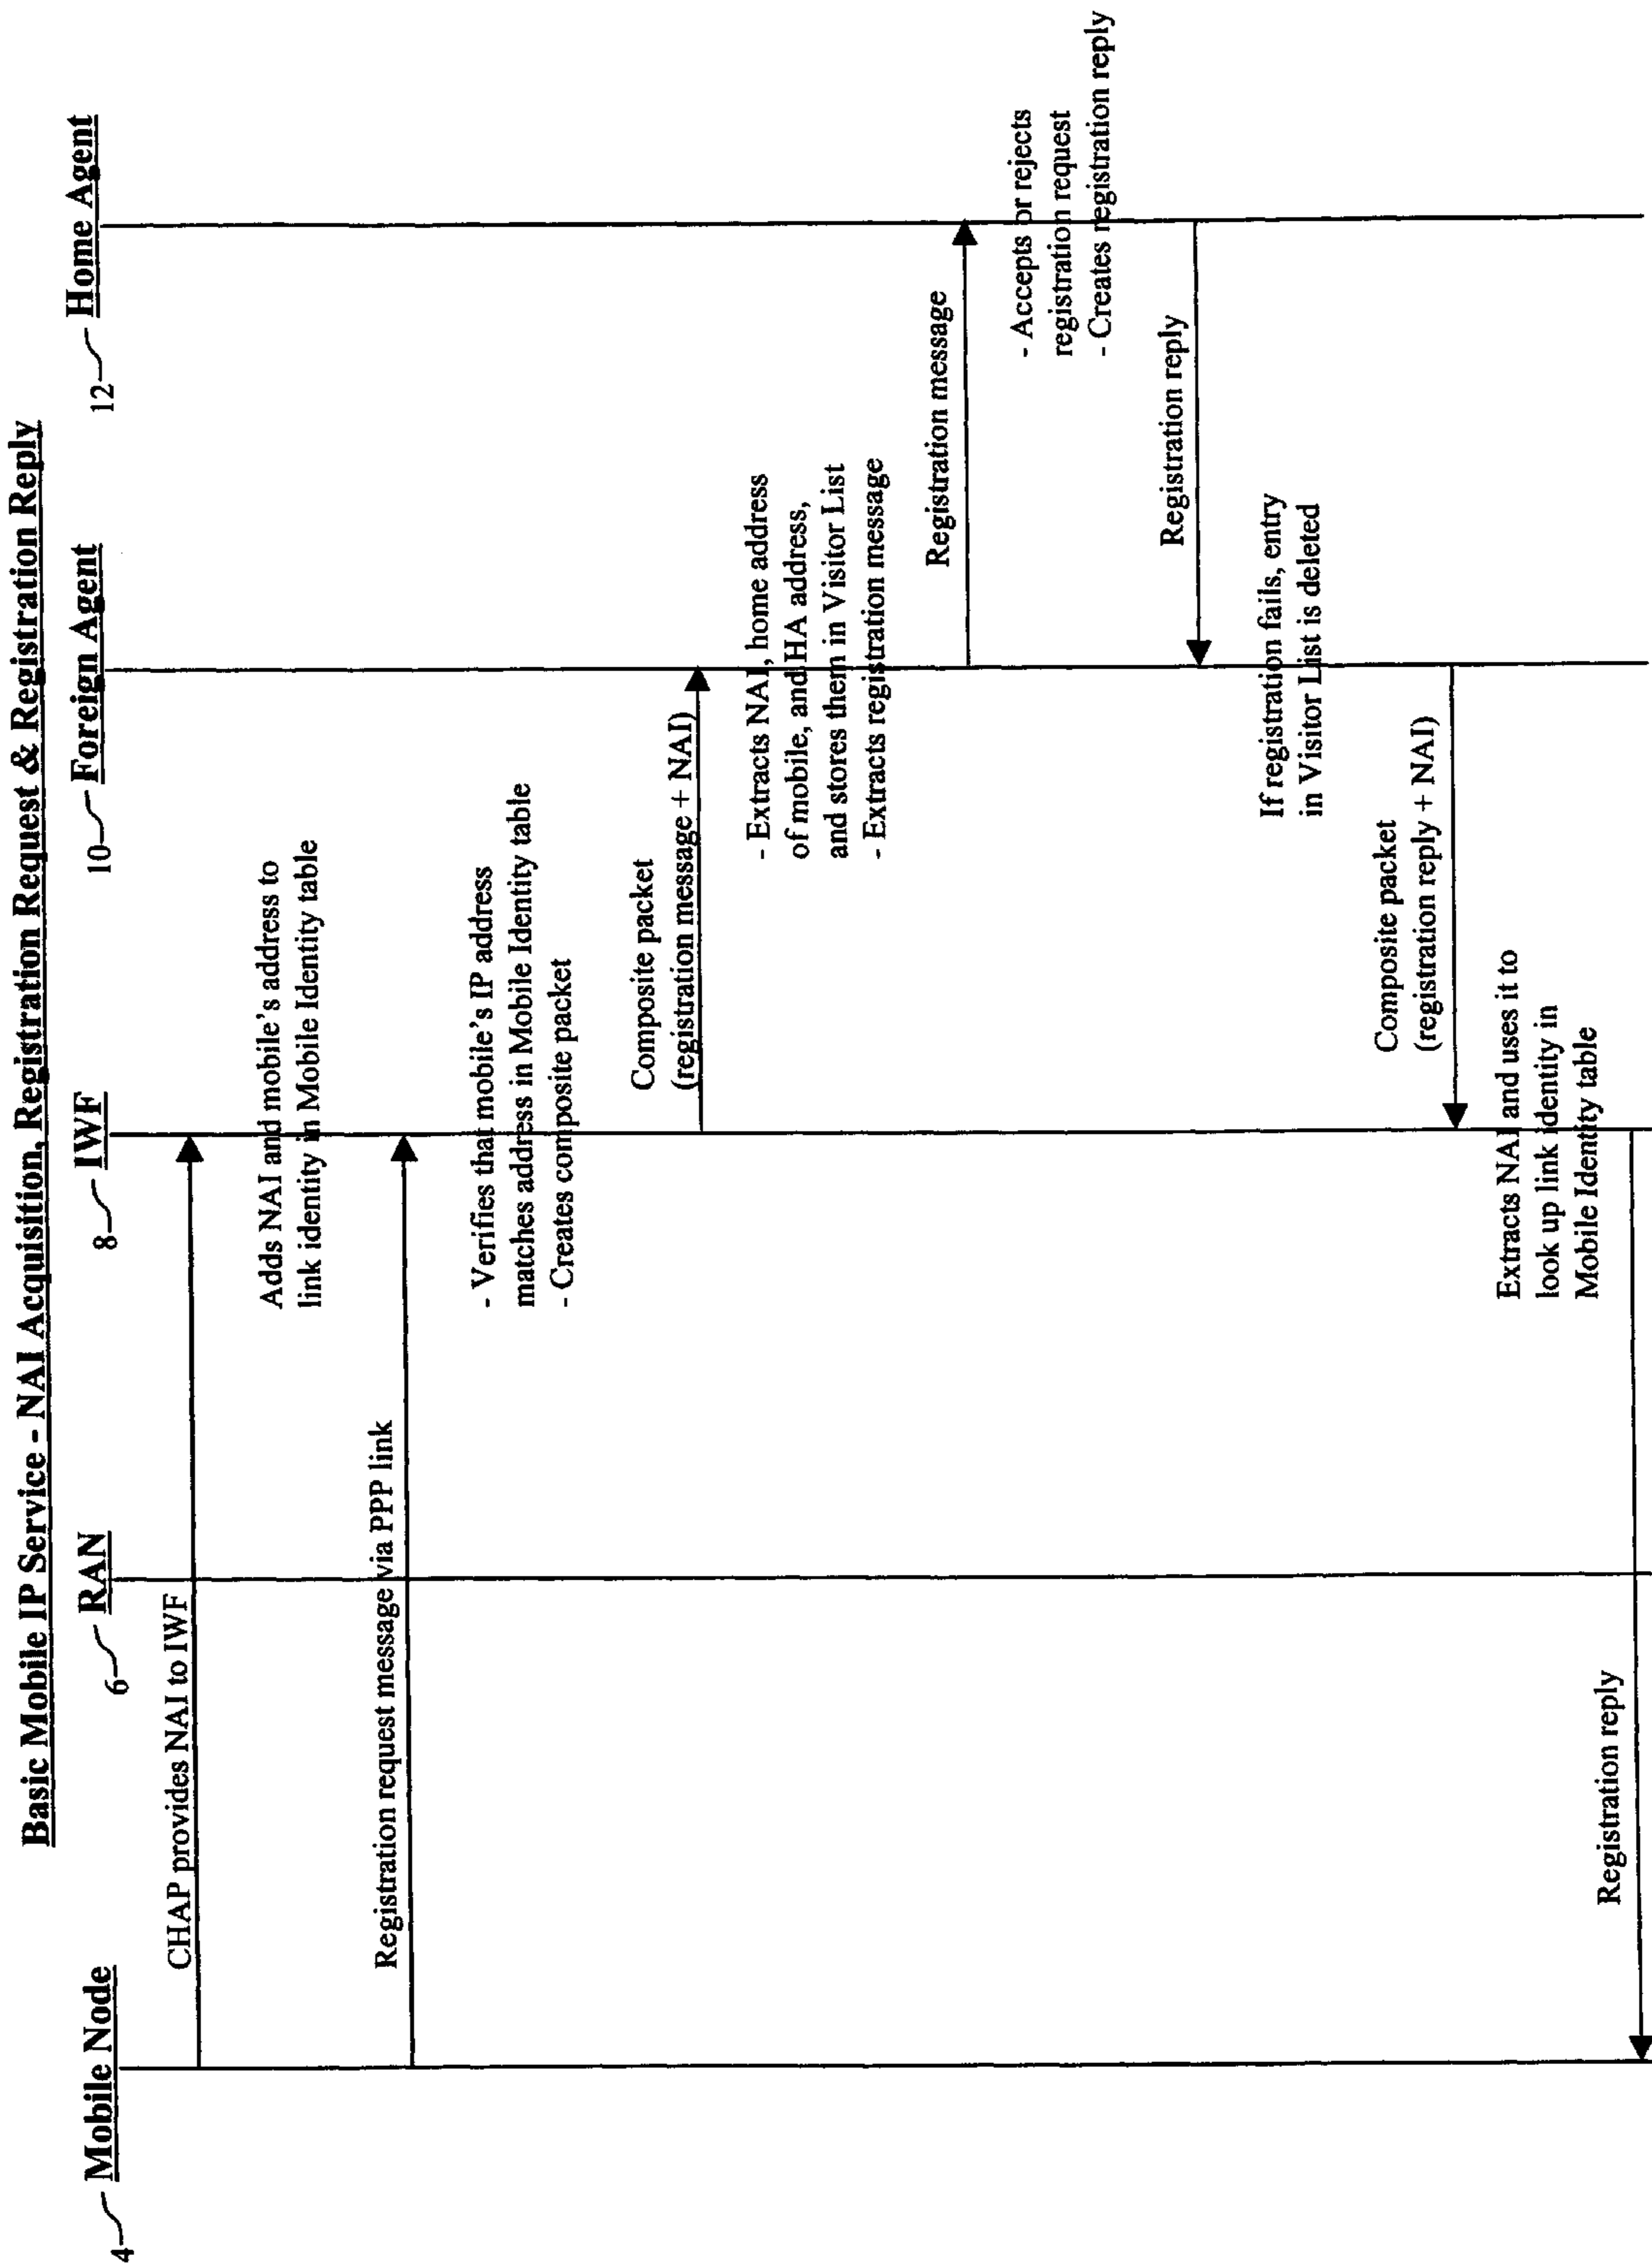 Basic Mobile IP Service - NAI Acquisition, Registration Request & Registration Reply
4 Mobile Node
6 RAN
8 IWF
10 Foreign Agent
12 Home Agent
CHAP provides NAI to IWF
Adds NAI and mobile's address to
link identity in Mobile Identity table
Registration request message via PPP link
- Verifies that mobile's IP address
matches address in Mobile Identity table
- Creates composite packet
Composite packet
(registration message + NAI)
- Extracts NAI, home address
of mobile, and HA address,
and stores them in Visitor List
- Extracts registration message
Registration message
- Accepts or rejects
registration request
- Creates registration reply
Registration reply
If registration fails, entry
in Visitor List is deleted
Composite packet
(registration reply + NAI)
Extracts NAI and uses it to
look up link identity in
Mobile Identity table
Registration reply